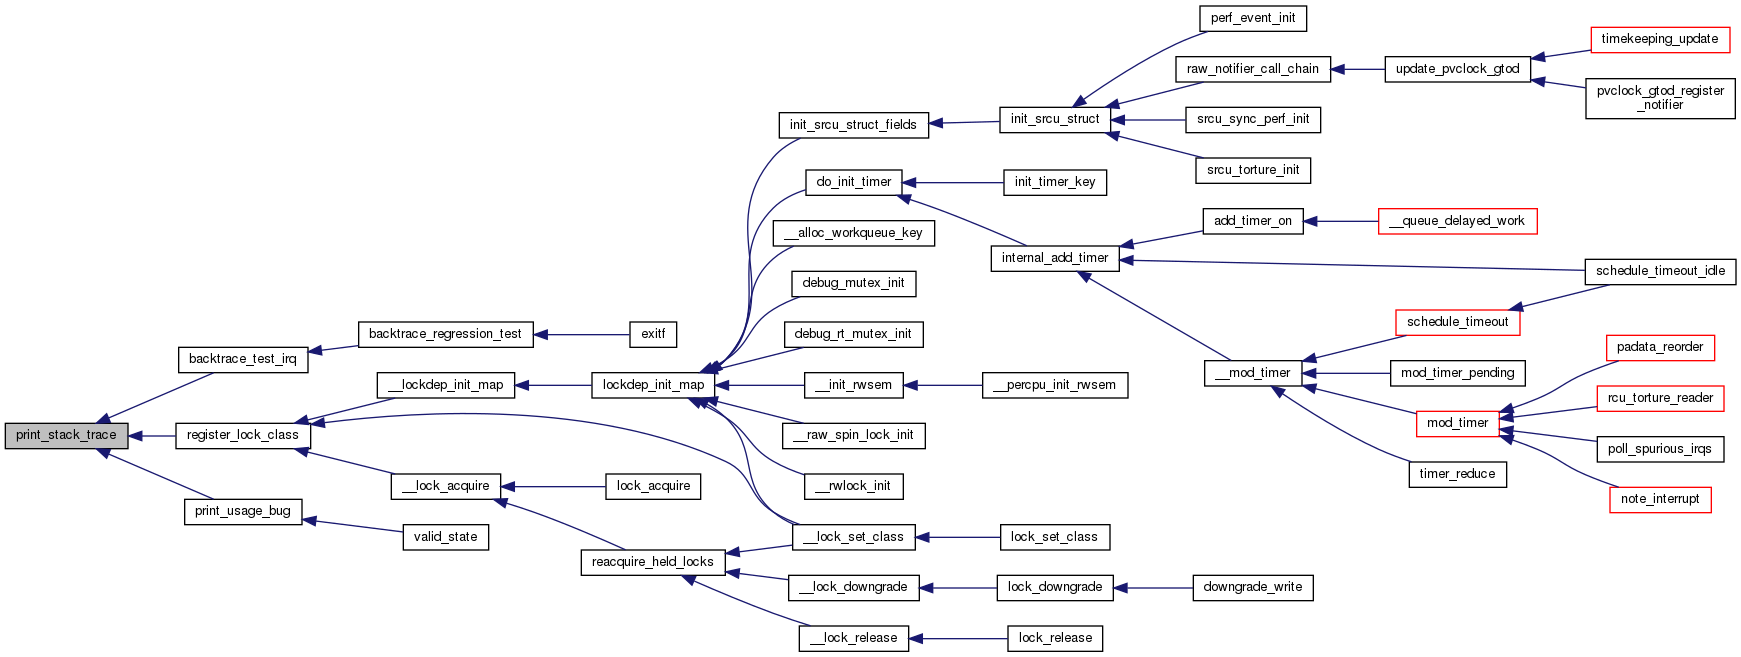 perf_event_init
timekeeping_update
raw_notifier_call_chain
update_pvclock_gtod
pvclock_gtod_register
_notifier
init_srcu_struct_fields
init_srcu_struct
srcu_sync_perf_init
srcu_torture_init
do_init_timer
init_timer_key
add_timer_on
__queue_delayed_work
__alloc_workqueue_key
internal_add_timer
schedule_timeout_idle
debug_mutex_init
backtrace_regression_test
exitf
debug_rt_mutex_init
schedule_timeout
padata_reorder
backtrace_test_irq
__lockdep_init_map
lockdep_init_map
__init_rwsem
__percpu_init_rwsem
__mod_timer
mod_timer_pending
rcu_torture_reader
print_stack_trace
register_lock_class
__raw_spin_lock_init
mod_timer
poll_spurious_irqs
__lock_acquire
lock_acquire
__rwlock_init
timer_reduce
note_interrupt
print_usage_bug
valid_state
__lock_set_class
lock_set_class
reacquire_held_locks
__lock_downgrade
lock_downgrade
downgrade_write
__lock_release
lock_release